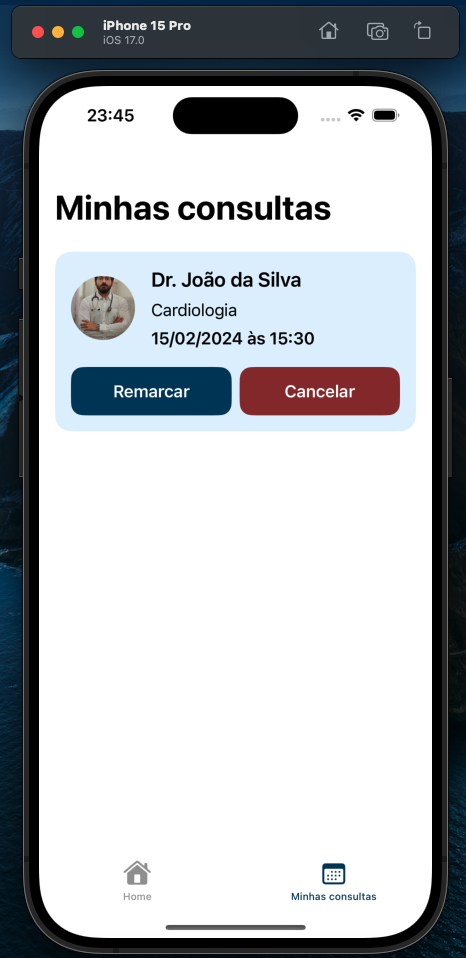 iPhone 15 Pro
iOS 17.0
23:45
Minhas consultas
Dr. João da Silva
Cardiologia
15/02/2024 às 15:30
Remarcar
Cancelar
Home
Minhas consultas